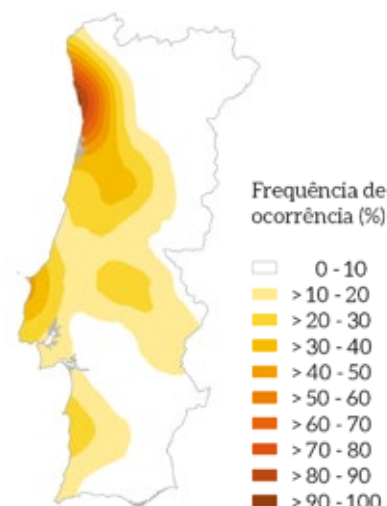 Frequência de
ocorrência (%)
0 - 10
> 10 - 20
> 20 - 30
> 30 - 40
> 40 - 50
> 50 - 60
> 60 - 70
> 70 - 80
> 80 - 90
> 90 - 100